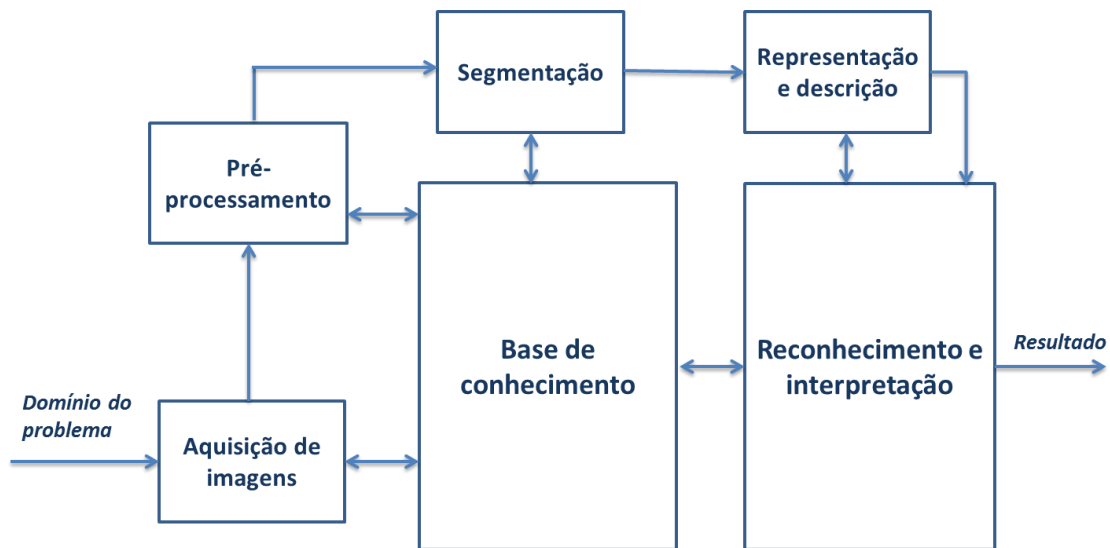 Segmentação
Representação
e descrição
Pré-
processamento
Base de
conhecimento
Reconhecimento e
interpretação
Resultado
Domínio do
problema
Aquisição de
imagens